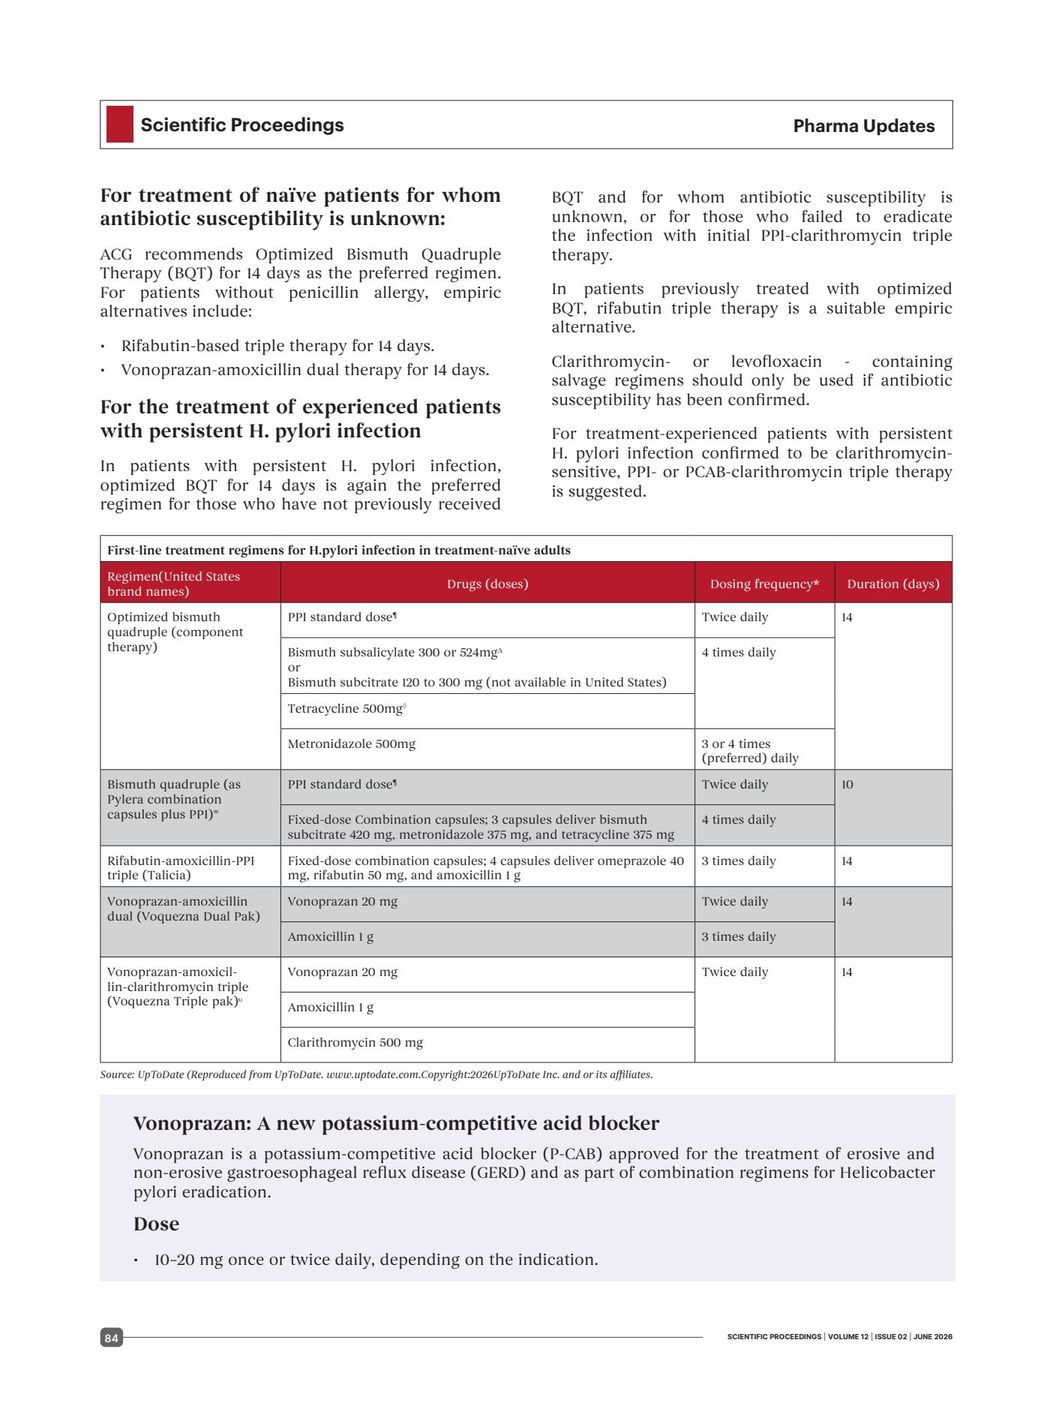 Scientific Proceedings
Pharma Updates
For treatment of naïve patients for whom
antibiotic susceptibility is unknown:
ACG recommends Optimized Bismuth Quadruple
Therapy (BQT) for 14 days as the preferred regimen.
For patients without penicillin allergy, empiric
alternatives include:
• Rifabutin-based triple therapy for 14 days.
• Vonoprazan-amoxicillin dual therapy for 14 days.
For the treatment of experienced patients
with persistent H. pylori infection
In patients with persistent H. pylori infection,
optimized BQT for 14 days is again the preferred
regimen for those who have not previously received
BQT and for whom antibiotic susceptibility is
unknown, or for those who failed to eradicate
the infection with initial PPI-clarithromycin triple
therapy.
In patients previously treated with optimized
BQT, rifabutin triple therapy is a suitable empiric
alternative.
Clarithromycin- or levofloxacin - containing
salvage regimens should only be used if antibiotic
susceptibility has been confirmed.
For treatment-experienced patients with persistent
H. pylori infection confirmed to be clarithromycin-
sensitive, PPI- or PCAB-clarithromycin triple therapy
is suggested.
First-line treatment regimens for H.pylori infection in treatment-naïve adults
Regimen(United States
brand names)
Drugs (doses)
Dosing frequency*
Duration (days)
Optimized bismuth
quadruple (component
therapy)
PPI standard dose¶
Twice daily
14
Bismuth subsalicylate 300 or 524mgΔ
or
Bismuth subcitrate 120 to 300 mg (not available in United States)
4 times daily
Tetracycline 500mg◊
Metronidazole 500mg
3 or 4 times
(preferred) daily
Bismuth quadruple (as
Pylera combination
capsules plus PPI)¤
PPI standard dose¶
Twice daily
10
Fixed-dose Combination capsules; 3 capsules deliver bismuth
subcitrate 420 mg, metronidazole 375 mg, and tetracycline 375 mg
4 times daily
Rifabutin-amoxicillin-PPI
triple (Talicia)
Fixed-dose combination capsules; 4 capsules deliver omeprazole 40
mg, rifabutin 50 mg, and amoxicillin 1 g
3 times daily
14
Vonoprazan-amoxicillin
dual (Voquezna Dual Pak)
Vonoprazan 20 mg
Twice daily
14
Amoxicillin 1 g
3 times daily
Vonoprazan-amoxicil-
lin-clarithromycin triple
(Voquezna Triple pak)
Vonoprazan 20 mg
Twice daily
14
Amoxicillin 1 g
Clarithromycin 500 mg
Source: UpToDate (Reproduced from UpToDate. www.uptodate.com.Copyright:2026UpToDate Inc. and or its affiliates.
Vonoprazan: A new potassium-competitive acid blocker
Vonoprazan is a potassium-competitive acid blocker (P-CAB) approved for the treatment of erosive and
non-erosive gastroesophageal reflux disease (GERD) and as part of combination regimens for Helicobacter
pylori eradication.
Dose
• 10–20 mg once or twice daily, depending on the indication.
84
SCIENTIFIC PROCEEDINGS | VOLUME 12 | ISSUE 02 | JUNE 2026